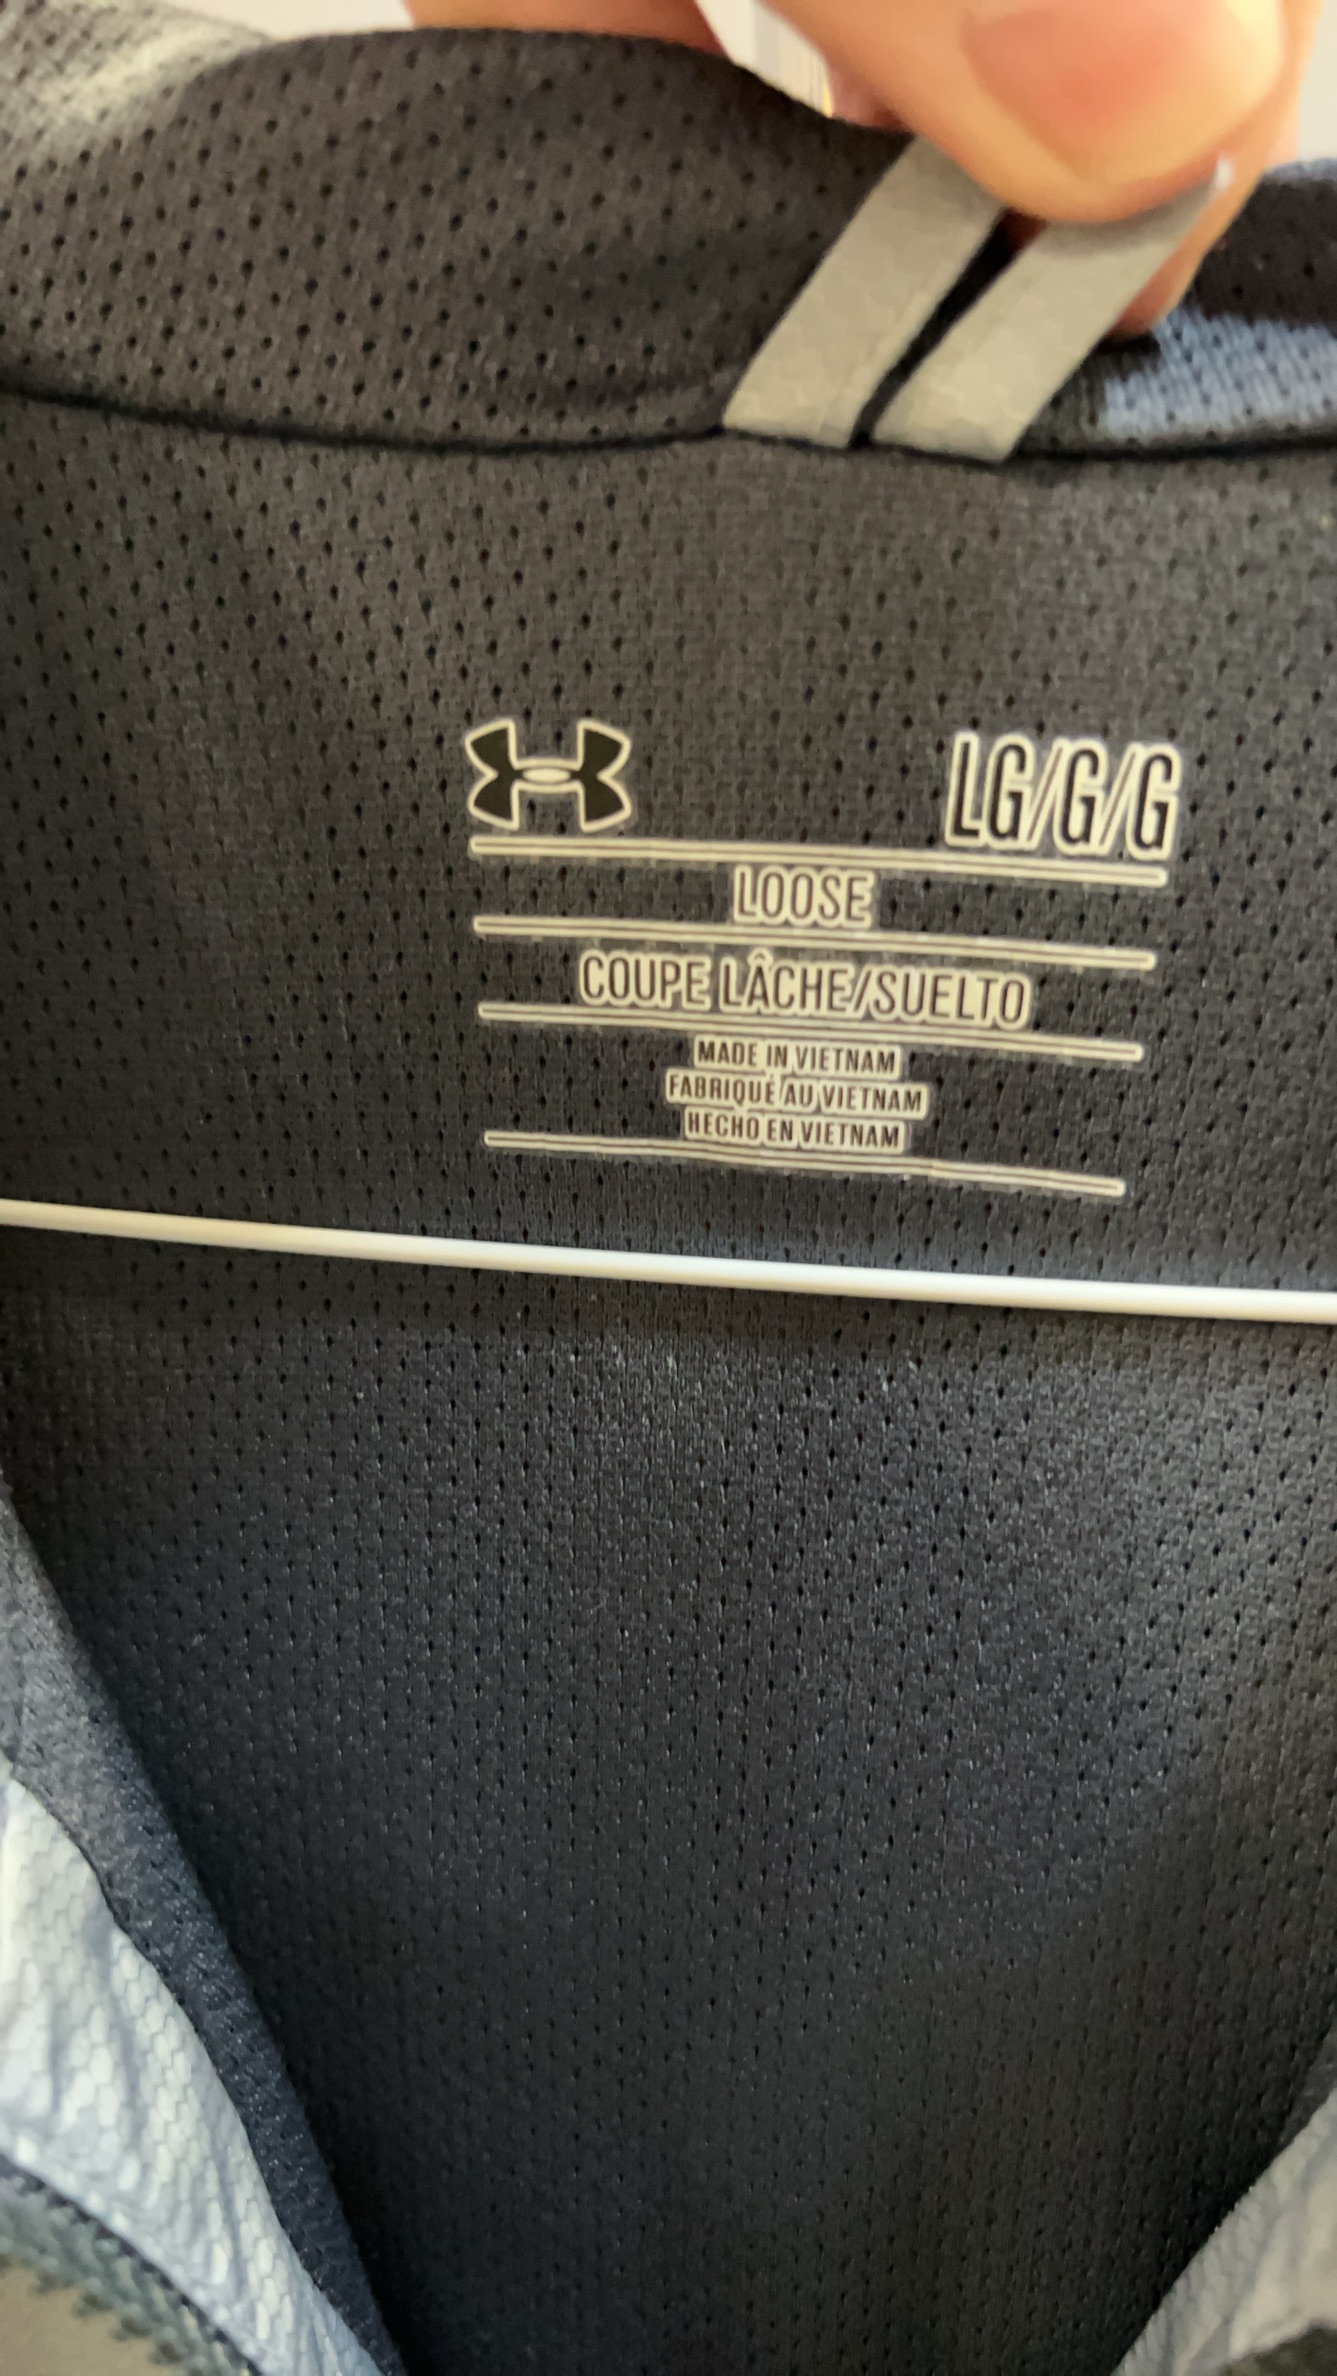 LG/G/G
LOOSE
COUPE LÂCHE/SUELTO
MADE IN VIETNAM
FABRIQUÉ AU VIETNAM
HECHO EN VIETNAM